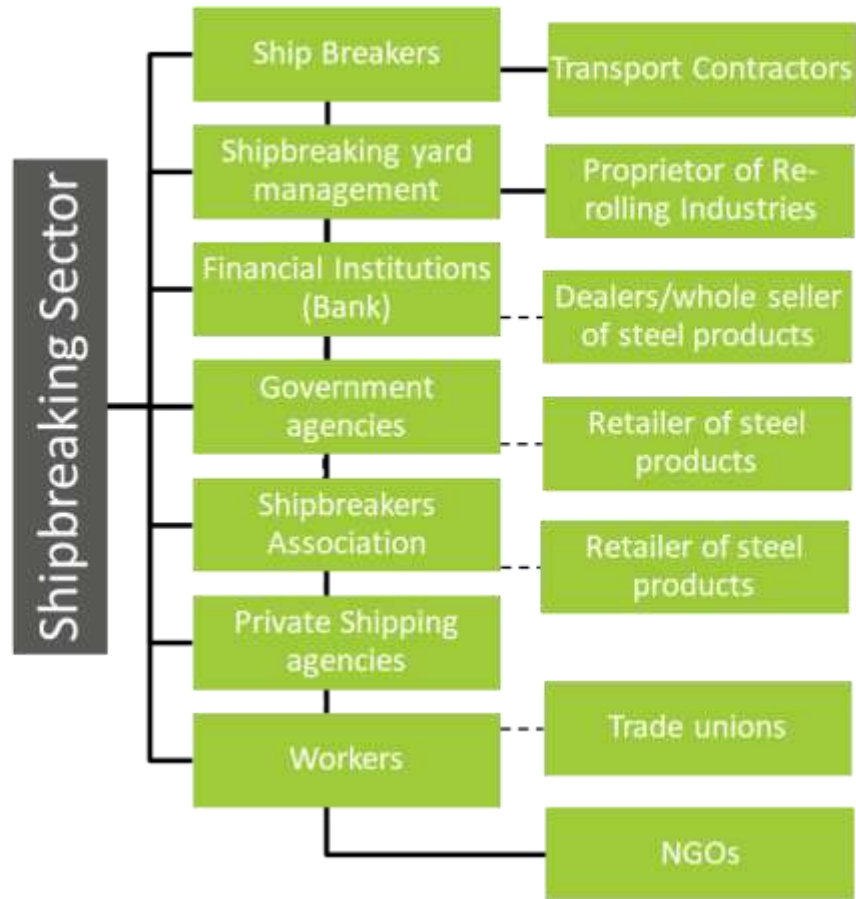 Shipbreaking Sector
Ship Breakers
Transport Contractors
Shipbreaking yard
management
Proprietor of Re-
rolling Industries
Financial Institutions
(Bank)
Dealers/whole seller
of steel products
Government
agencies
Retailer of steel
products
Shipbreakers
Association
Retailer of steel
products
Private Shipping
agencies
Workers
Trade unions
NGOs